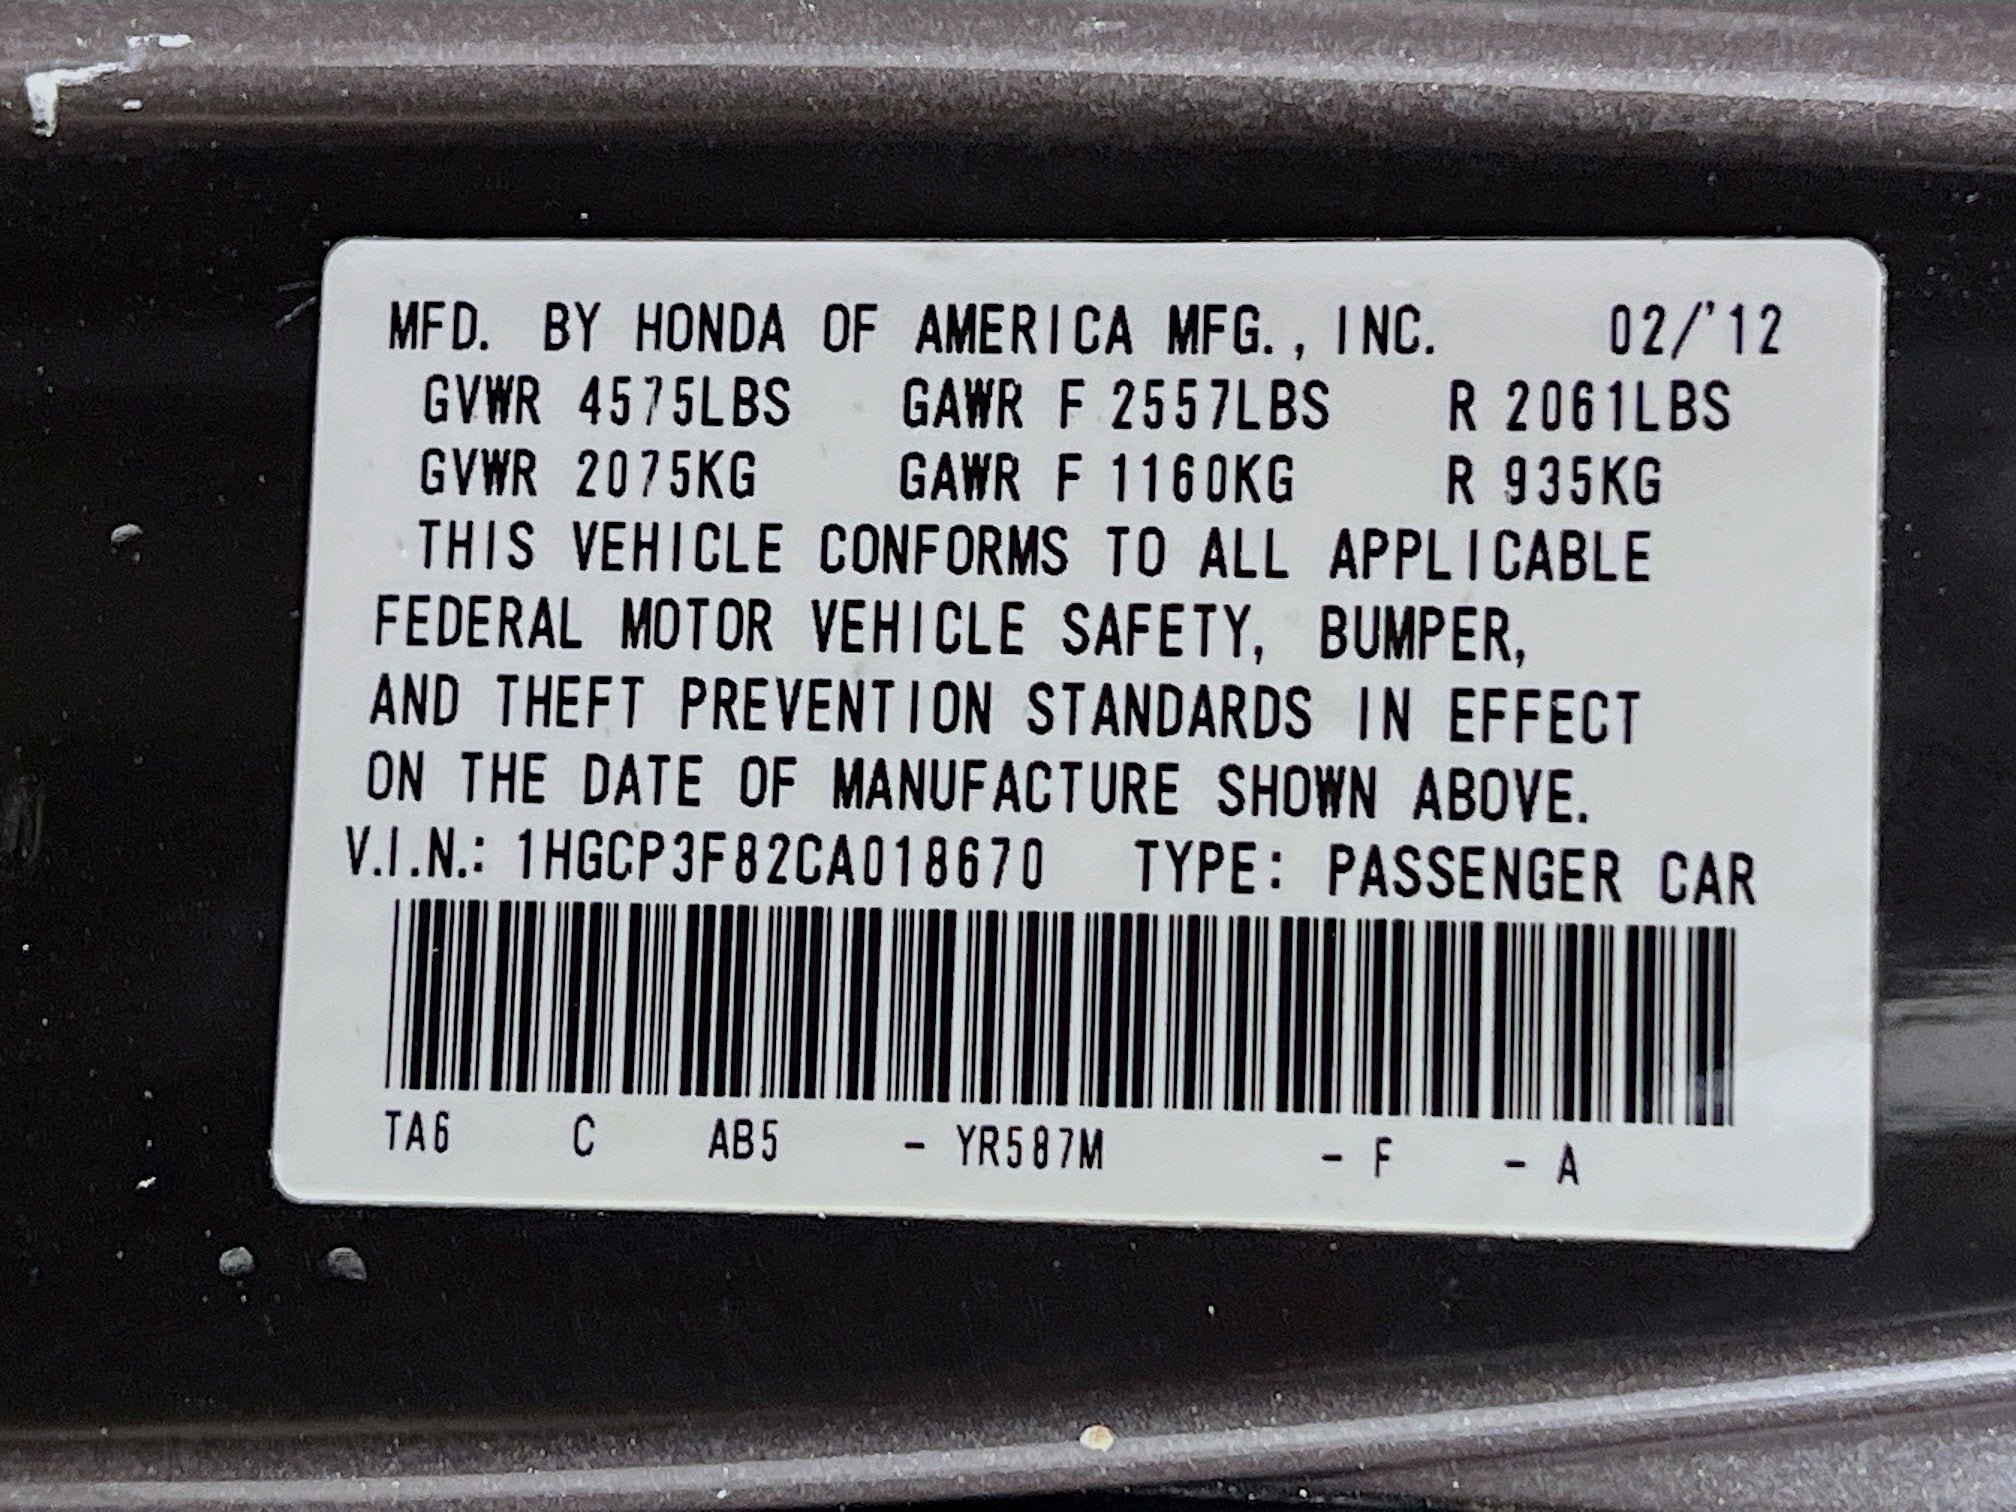 MFD. BY HONDA OF AMERICA MFG., INC. 02/'12
GVWR 4575LBS GAWR F 2557LBS R 2061LBS
GVWR 2075KG GAWR F 1160KG R 935KG
THIS VEHICLE CONFORMS TO ALL APPLICABLE
FEDERAL MOTOR VEHICLE SAFETY, BUMPER,
AND THEFT PREVENTION STANDARDS IN EFFECT
ON THE DATE OF MANUFACTURE SHOWN ABOVE.
V.I.N.: 1HGCP3F82CA018670 TYPE: PASSENGER CAR
TA6 C AB5 - YR587M - F - A